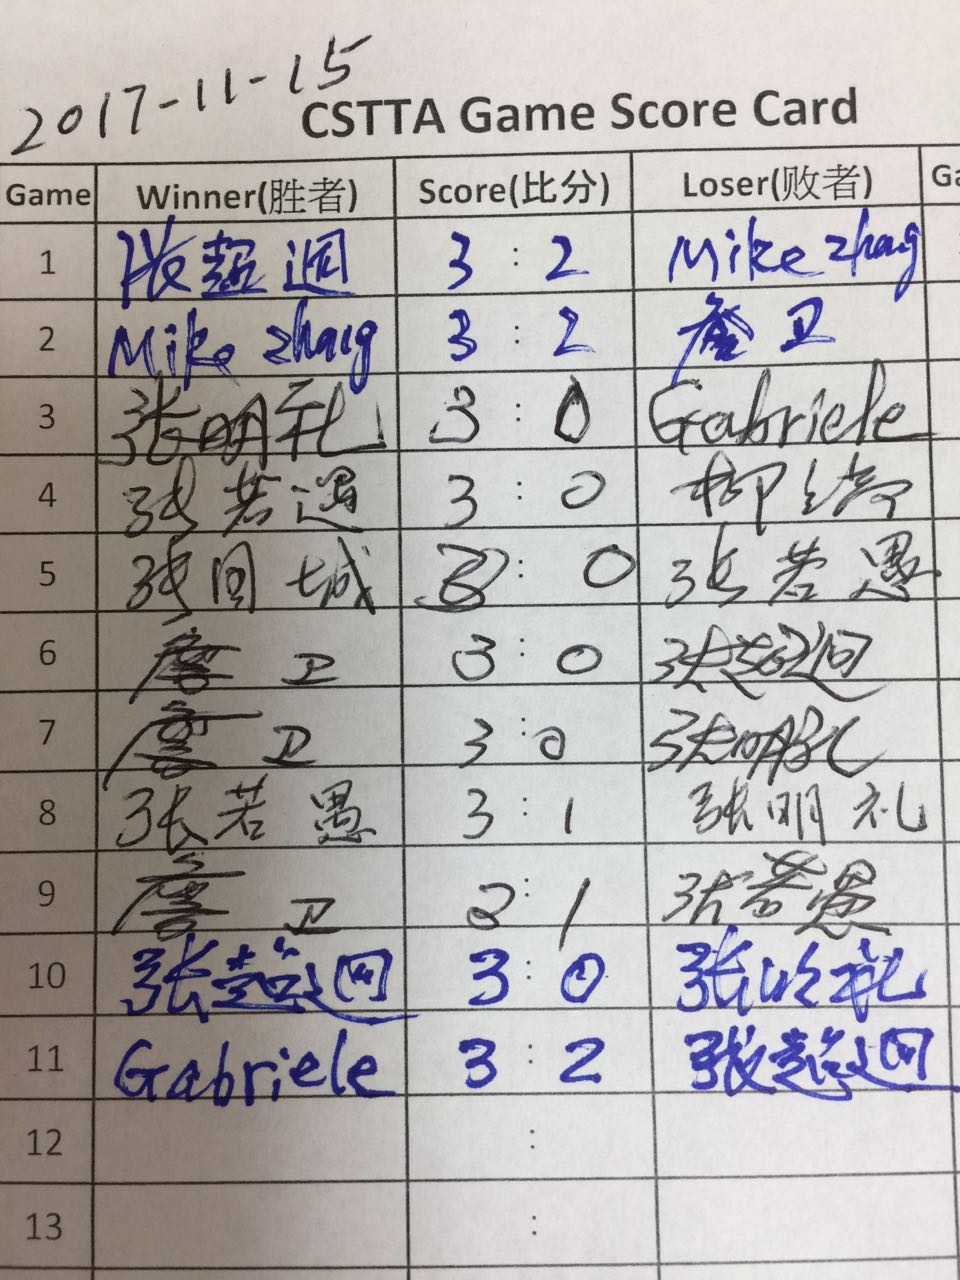 2017-11-15
CSTTA Game Score Card
Game Winner(胜者) Score(比分) Loser(败者) Ga
1 张超迥 3 : 2 Mike zhang
2 Mike zhang 3 : 2 詹卫
3 张明礼 3 : 0 Gabriele
4 张若愚 3 : 0 柳
5 张国城 3 : 0 张若愚
6 詹卫 3 : 0 张超迥
7 詹卫 3 : 0 张明礼
8 张若愚 3 : 1 张明礼
9 詹卫 2 : 1 张若愚
10 张超迥 3 : 0 张明礼
11 Gabriele 3 : 2 张超迥
12 :
13 :